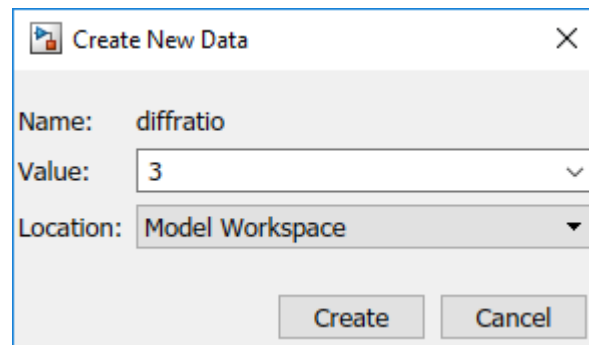 Create New Data
Name: diffratio
Value: 3
Location: Model Workspace
Create Cancel